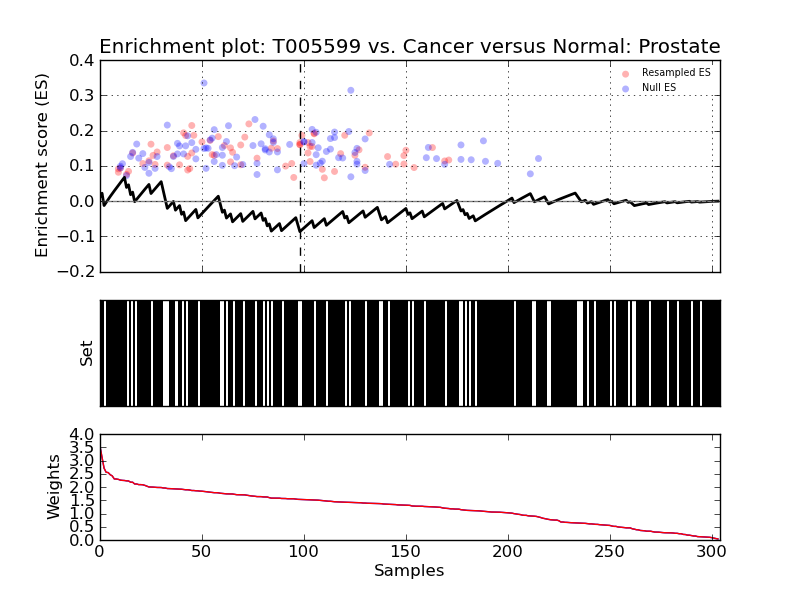 Enrichment plot: T005599 vs. Cancer versus Normal: Prostate
0.4
0.3
0.2
0.1
0.0
−0.1
−0.2
Enrichment score (ES)
Resampled ES
Null ES
Set
4.0
3.5
3.0
2.5
2.0
1.5
1.0
0.5
0.0
Weights
0 50 100 150 200 250 300
Samples